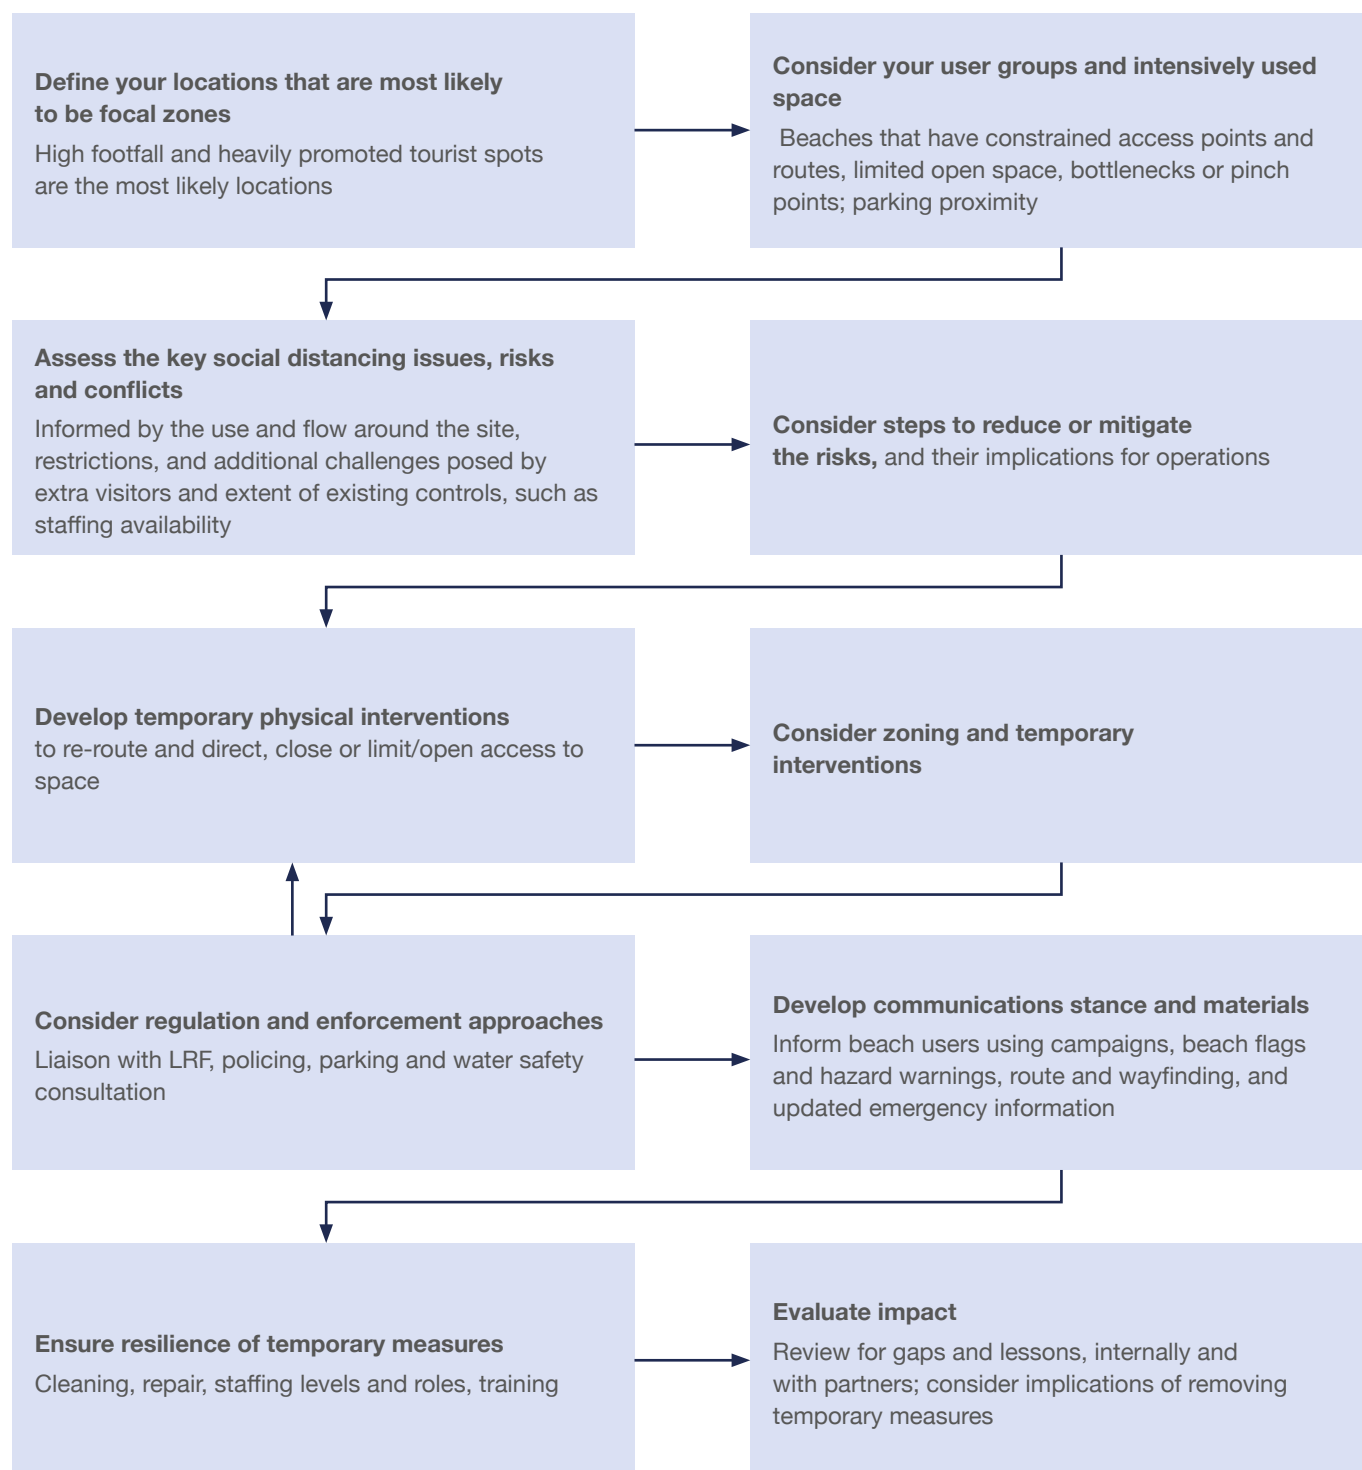 Define your locations that are most likely
to be focal zones
High footfall and heavily promoted tourist spots
are the most likely locations
Consider your user groups and intensively used
space
Beaches that have constrained access points and
routes, limited open space, bottlenecks or pinch
points; parking proximity
Assess the key social distancing issues, risks
and conflicts
Informed by the use and flow around the site,
restrictions, and additional challenges posed by
extra visitors and extent of existing controls, such as
staffing availability
Consider steps to reduce or mitigate
the risks, and their implications for operations
Develop temporary physical interventions
to re-route and direct, close or limit/open access to
space
Consider zoning and temporary
interventions
Consider regulation and enforcement approaches
Liaison with LRF, policing, parking and water safety
consultation
Develop communications stance and materials
Inform beach users using campaigns, beach flags
and hazard warnings, route and wayfinding, and
updated emergency information
Ensure resilience of temporary measures
Cleaning, repair, staffing levels and roles, training
Evaluate impact
Review for gaps and lessons, internally and
with partners; consider implications of removing
temporary measures